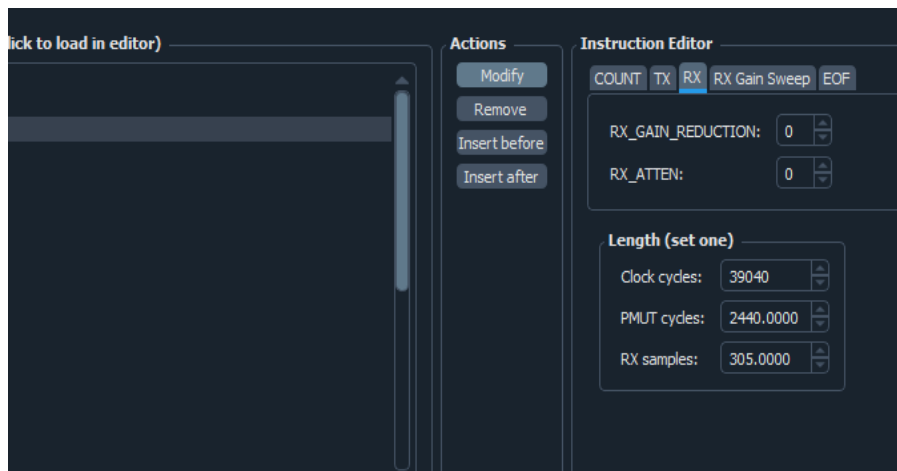 lick to load in editor)
Actions
Modify
Remove
Insert before
Insert after
Instruction Editor
COUNT TX RX RX Gain Sweep EOF
RX_GAIN_REDUCTION: 0
RX_ATTEN: 0
Length (set one)
Clock cycles: 39040
PMUT cycles: 2440.0000
RX samples: 305.0000